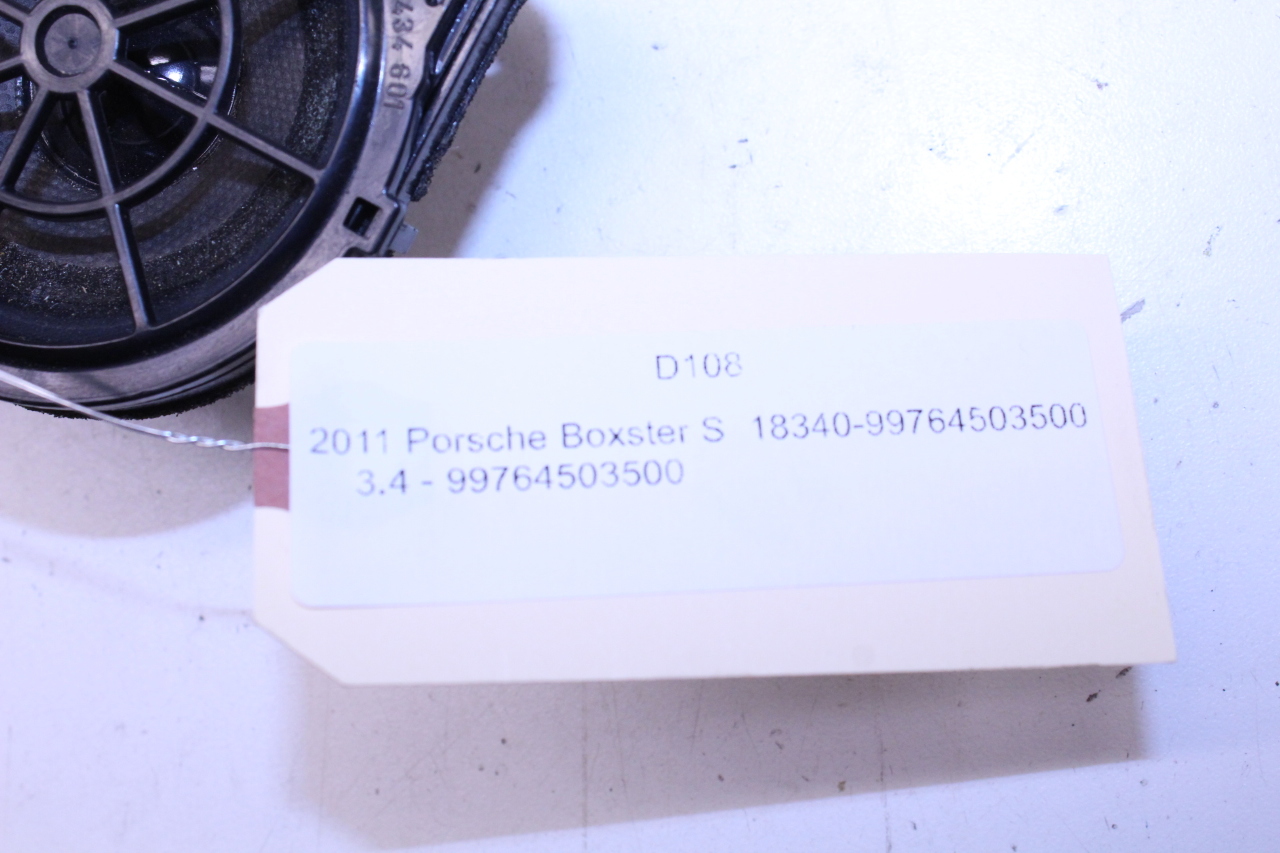 434 601
D108
2011 Porsche Boxster S 18340-99764503500
3.4 - 99764503500